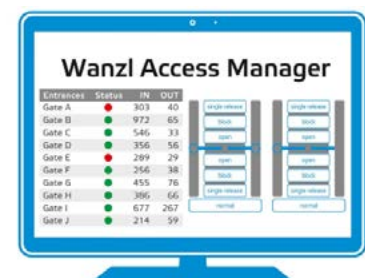 Wanzl Access Manager
Entrances Status IN OUT
Gate A 303 40
Gate B 972 65
Gate C 546 33
Gate D 356 56
Gate E 289 29
Gate F 256 38
Gate G 455 76
Gate H 386 66
Gate I 677 267
Gate J 214 59
single release single release
block block
open open
open open
block block
single release single release
normal normal